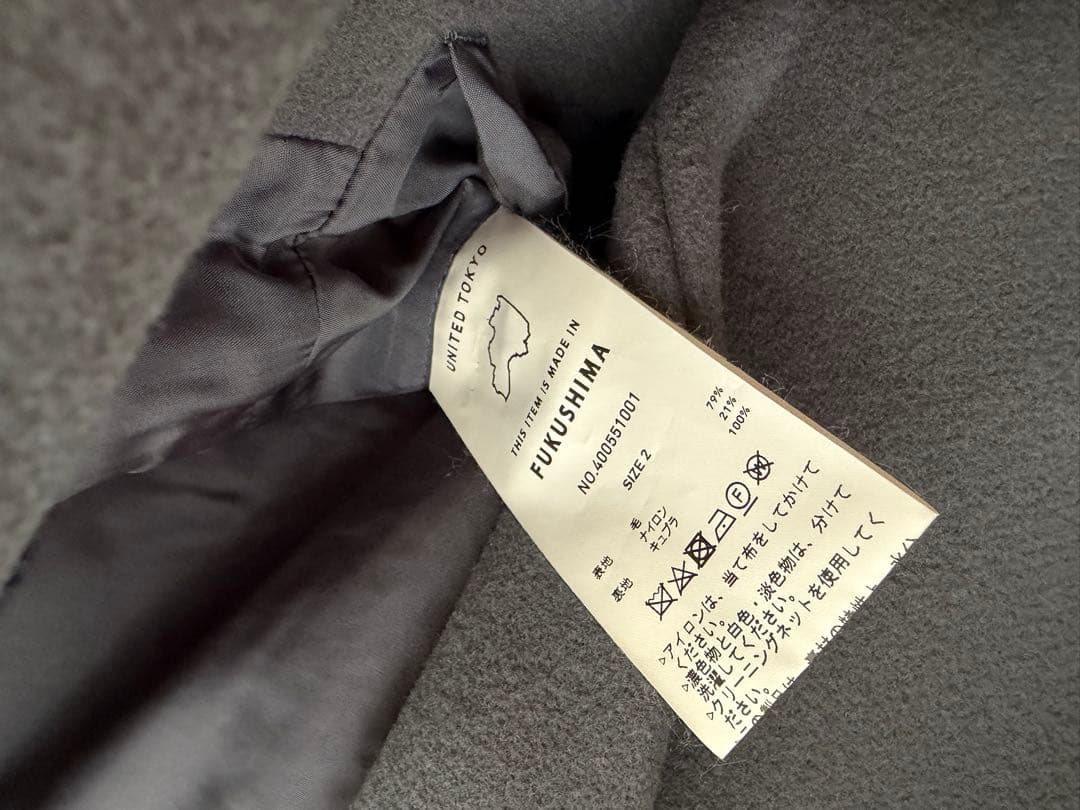 UNITED TOKYO
THIS ITEM IS MADE IN
FUKUSHIMA
NO.400551001
SIZE 2
表地 毛 79%
ナイロン 21%
裏地 キュプラ 100%
F
▷アイロンは、当て布をしてかけて
ください。
▷濃色物と白色・淡色物は、分けて
洗濯してください。
▷クリーニングネットを使用してく
ださい。